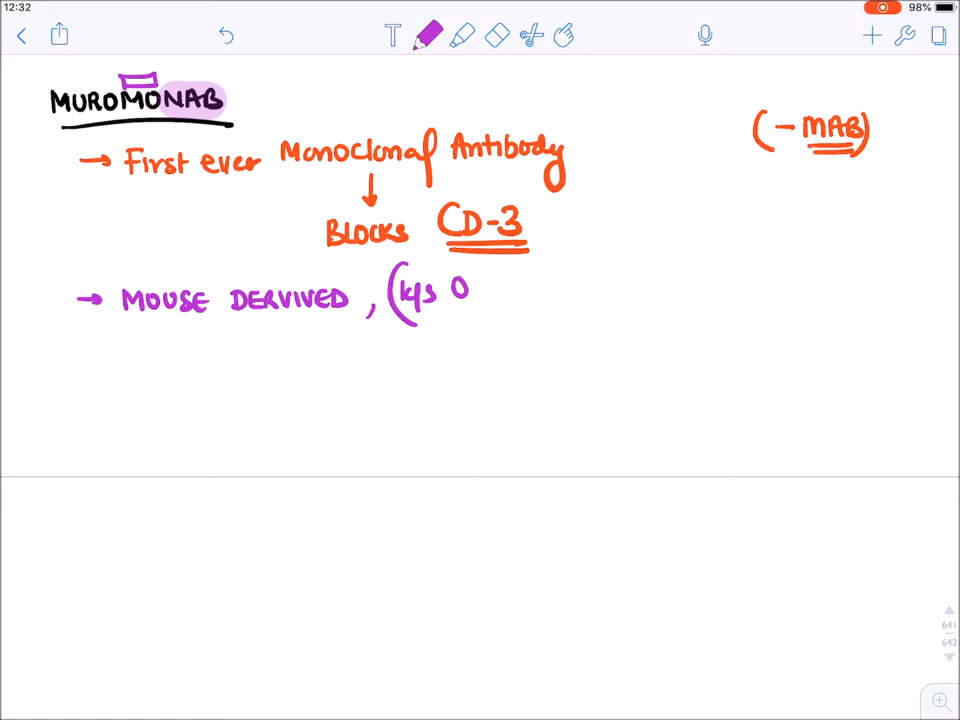 12:32
98%
T
MUROMONAB
(- MAB)
→ First ever Monoclonal Antibody
↓
BLOCKS CD-3
→ MOUSE DERVIVED, (
641
642